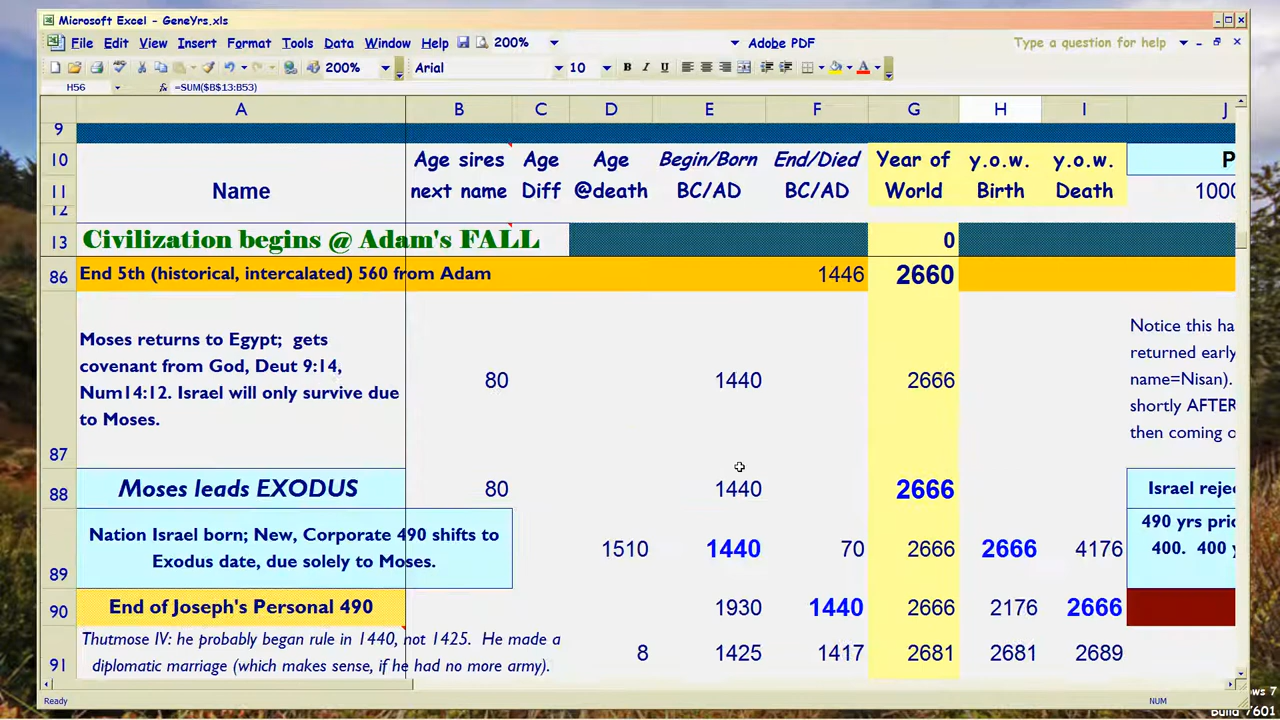 Microsoft Excel - GeneYrs.xls
File Edit View Insert Format Tools Data Window Help 200% Adobe PDF Type a question for help
200% Arial 10 B I U
H56 fx =SUM($B$13:B53)
A B C D E F G H I J
9
10 Age sires Age Age Begin/Born End/Died Year of y.o.w. y.o.w. P
11 Name next name Diff @death BC/AD BC/AD World Birth Death 1000
12
13 Civilization begins @ Adam's FALL 0
86 End 5th (historical, intercalated) 560 from Adam 1446 2660
Moses returns to Egypt; gets Notice this ha
covenant from God, Deut 9:14, returned early
80 1440 2666 name=Nisan).
Num14:12. Israel will only survive due shortly AFTER
to Moses. then coming o
87
88 Moses leads EXODUS 80 1440 2666 Israel reje
Nation Israel born; New, Corporate 490 shifts to 490 yrs pric
1510 1440 70 2666 2666 4176 400. 400 y
Exodus date, due solely to Moses.
89
90 End of Joseph's Personal 490 1930 1440 2666 2176 2666
Thutmose IV: he probably began rule in 1440, not 1425. He made a
91 diplomatic marriage (which makes sense, if he had no more army). 8 1425 1417 2681 2681 2689
Ready NUM
ws 7
Build 7601